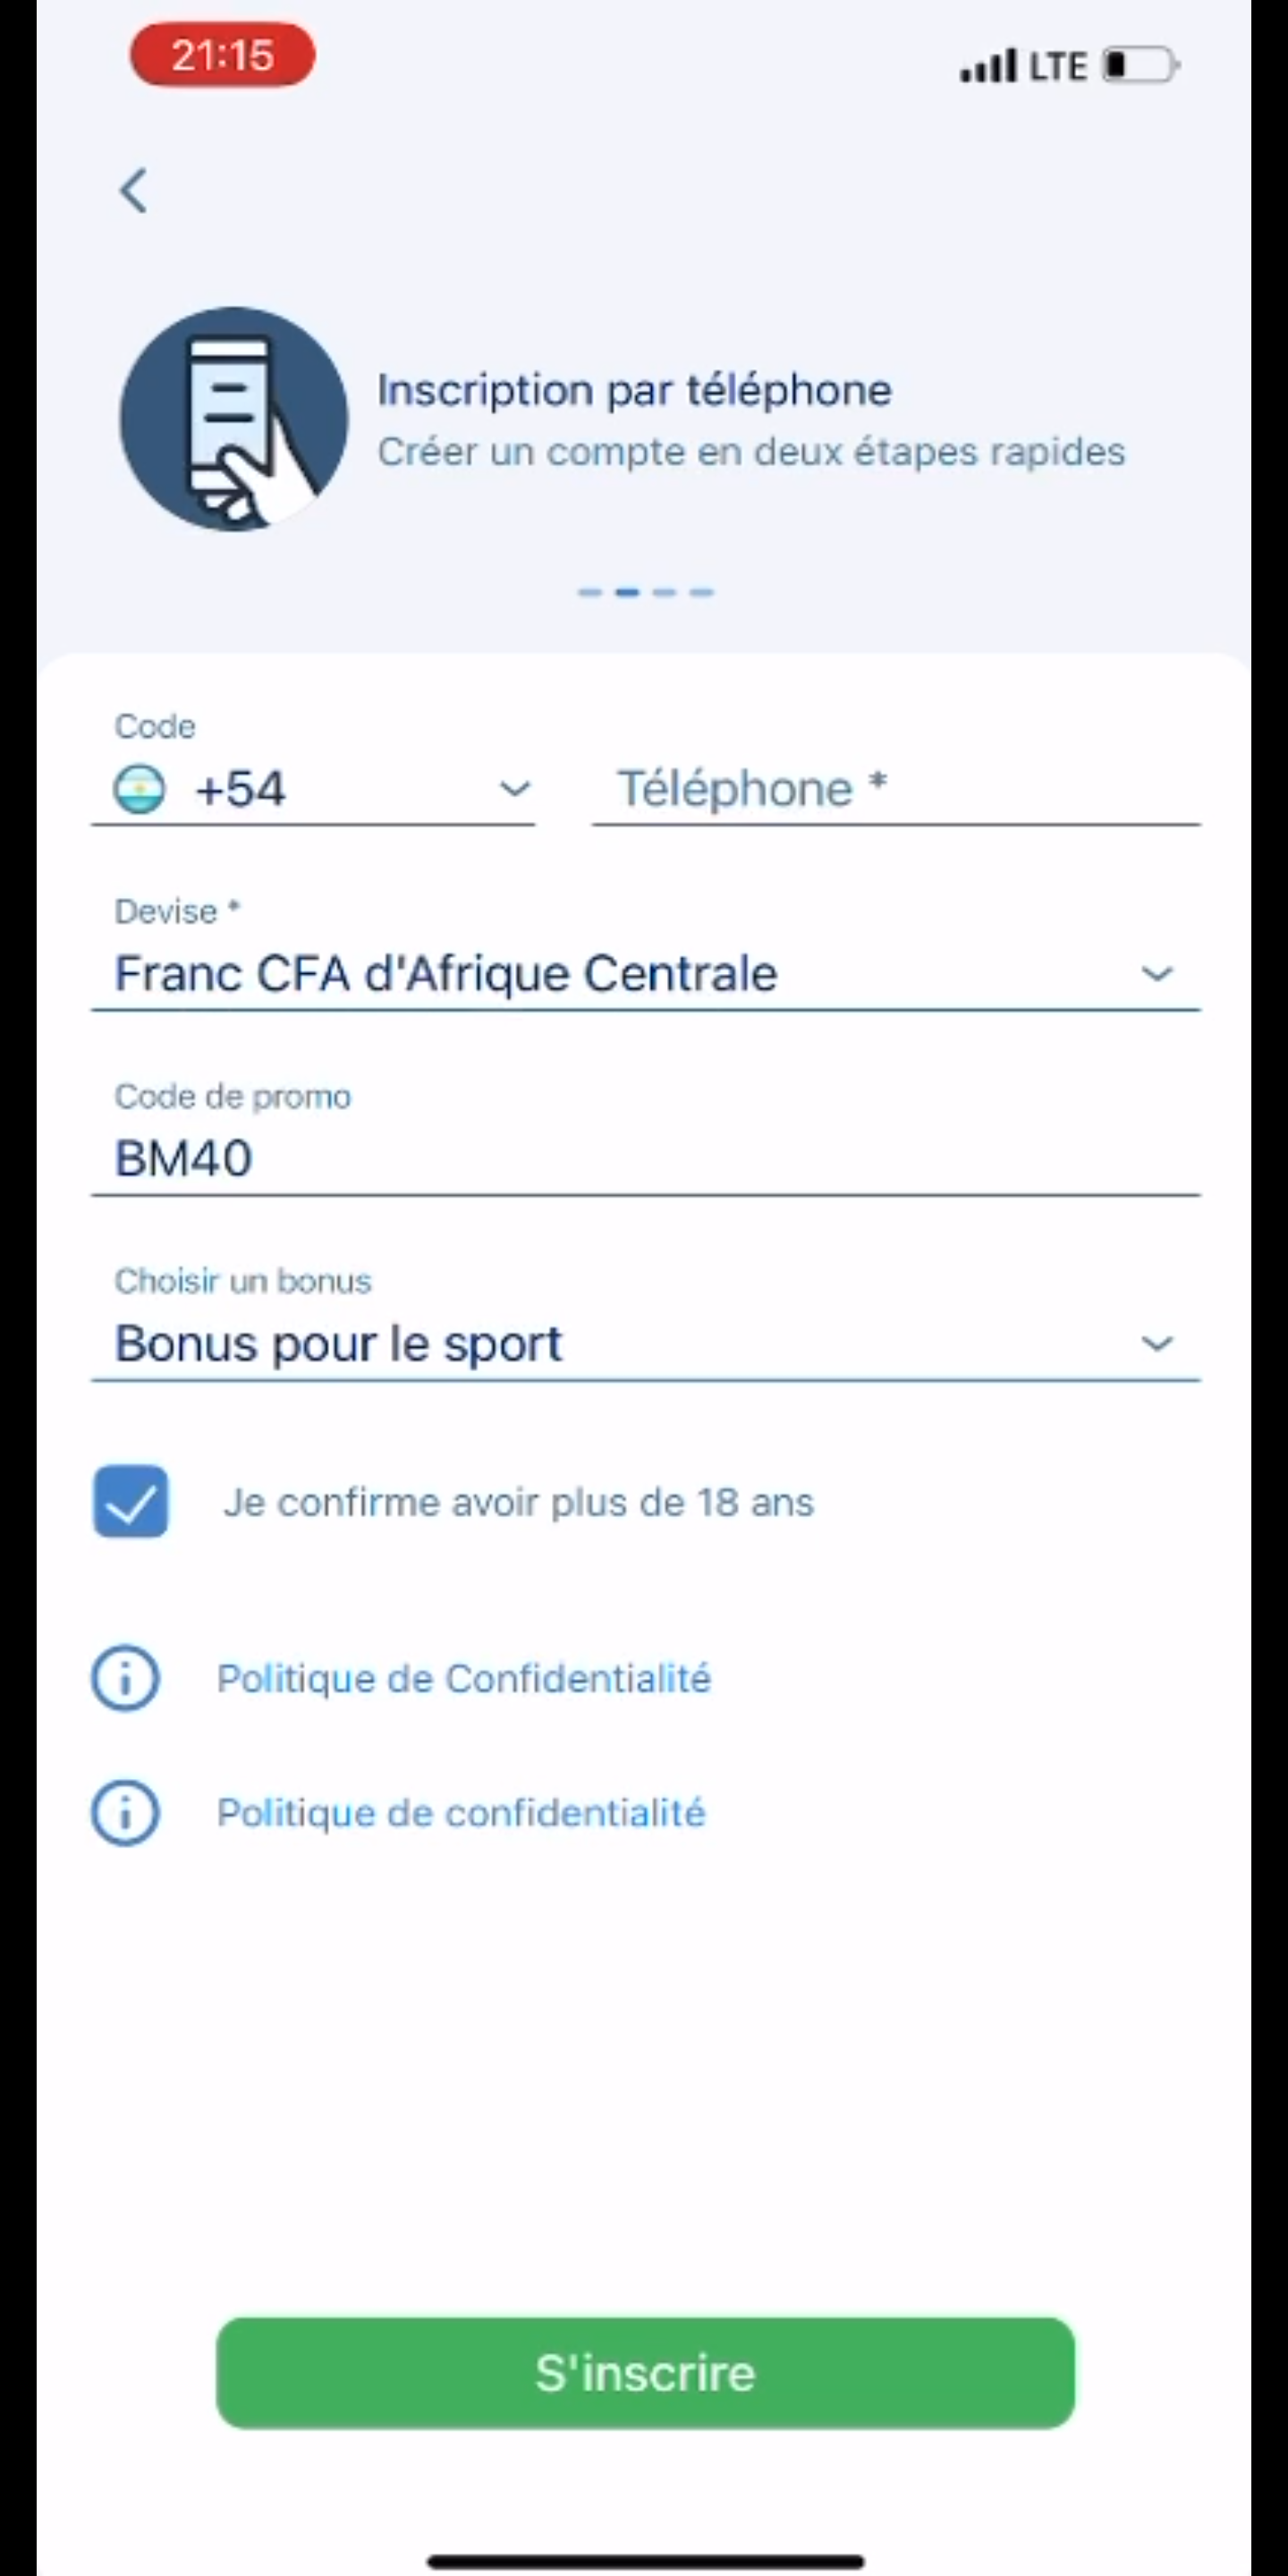 21:15 LTE
Inscription par téléphone
Créer un compte en deux étapes rapides
Code
+54 Téléphone *
Devise *
Franc CFA d'Afrique Centrale
Code de promo
BM40
Choisir un bonus
Bonus pour le sport
Je confirme avoir plus de 18 ans
Politique de Confidentialité
Politique de confidentialité
S'inscrire